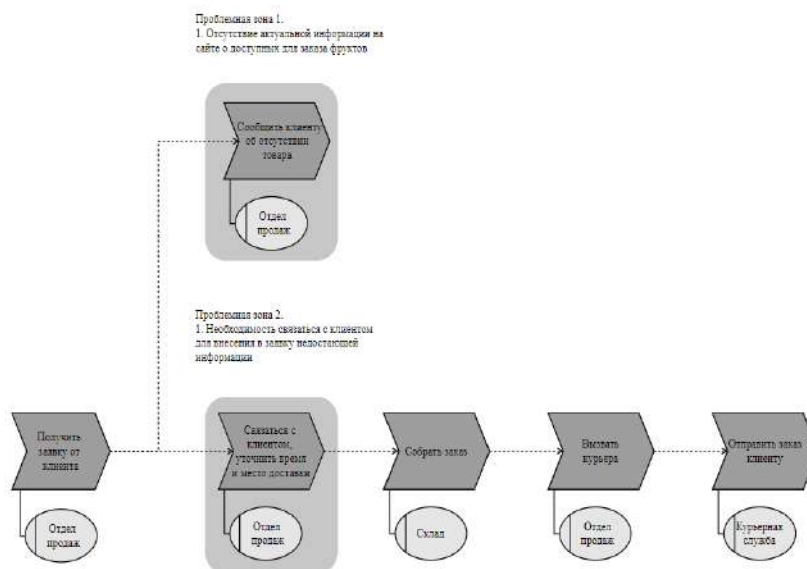 Проблемная зона 1.
1. Отсутствие актуальной информации на
сайте о доступных для заказа фруктов
Сообщить клиенту
об отсутствии
товара
Отдел
продаж
Проблемная зона 2.
1. Необходимость связаться с клиентом
для внесения в заявку недостающей
информации
Получить
заявку от
клиента
Отдел
продаж
Связаться с
клиентом,
уточнить время
и место доставки
Отдел
продаж
Собрать заказ
Склад
Вызвать
курьера
Отдел
продаж
Отправить заказ
клиенту
Курьерная
служба